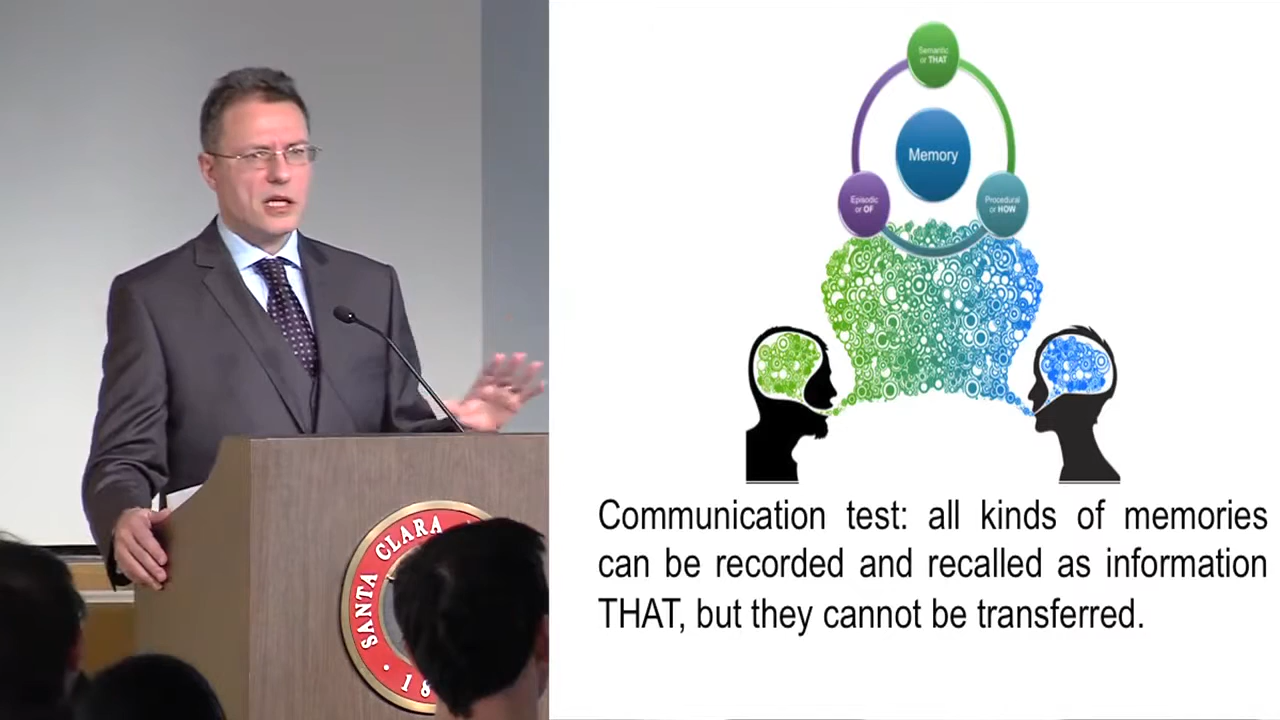 Semantic
or THAT
Memory
Episodic
or OF
Procedural
or HOW
Communication test: all kinds of memories
can be recorded and recalled as information
THAT, but they cannot be transferred.
SANTA CLARA
18